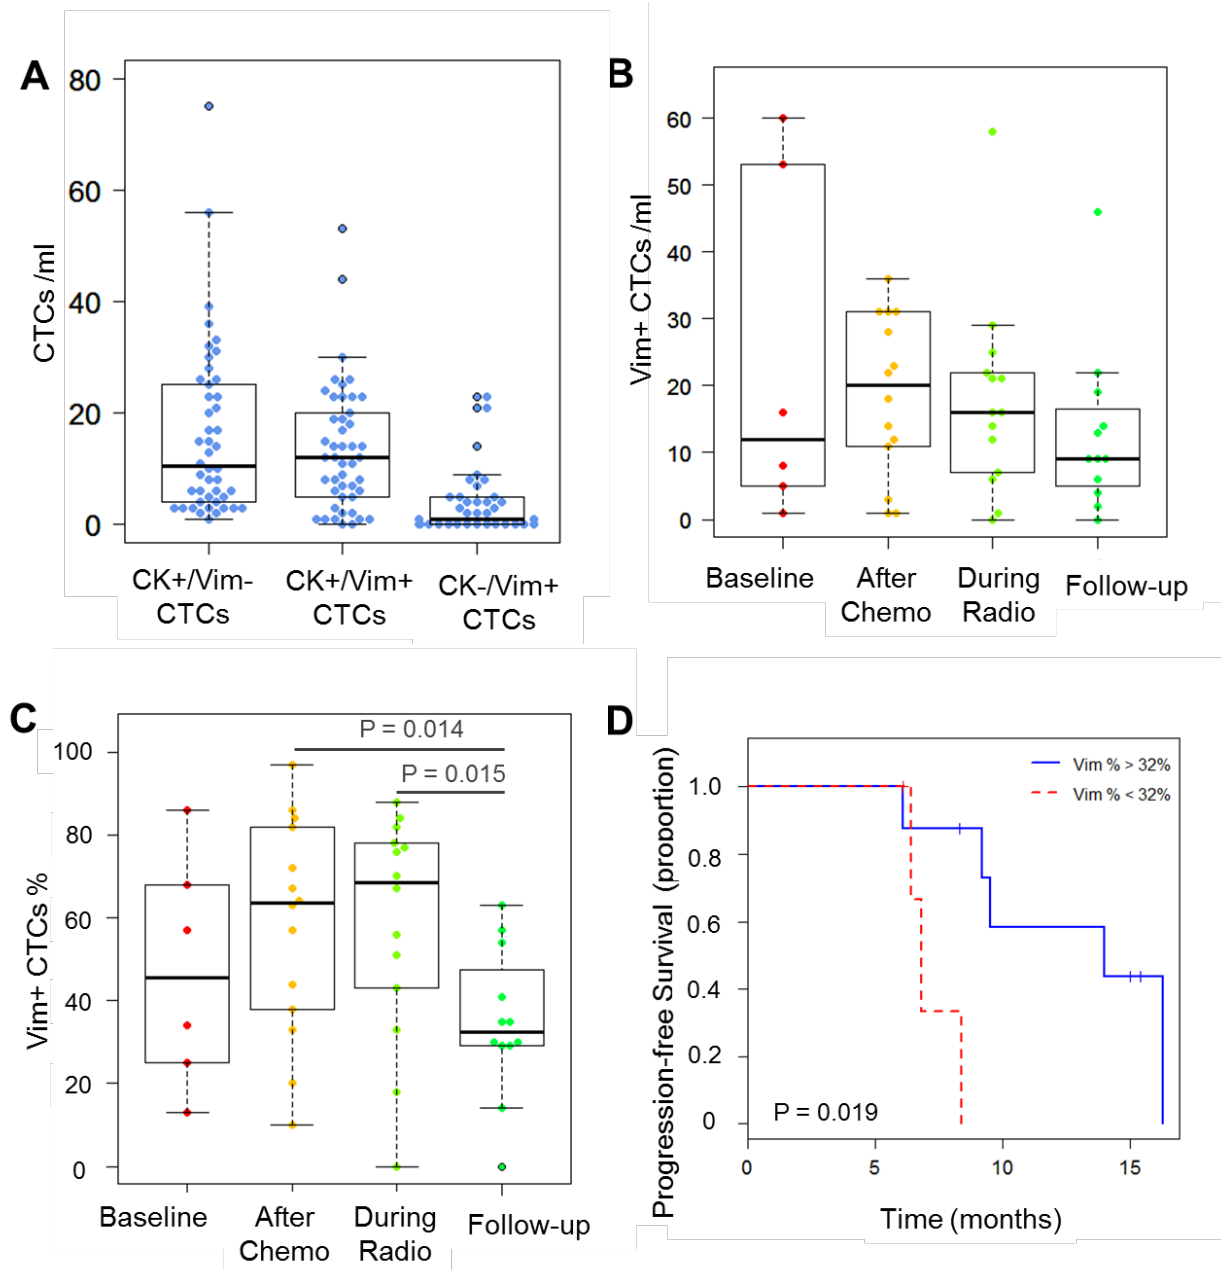 A
80
60
40
20
0
CTCs /ml
CK+/Vim-
CTCs
CK+/Vim+
CTCs
CK-/Vim+
CTCs
B
60
50
40
30
20
10
0
Vim+ CTCs /ml
Baseline
After
Chemo
During
Radio
Follow-up
C
100
80
60
40
20
0
Vim+ CTCs %
P = 0.014
P = 0.015
Baseline
After
Chemo
During
Radio
Follow-up
D
Progression-free Survival (proportion)
1.0
0.8
0.6
0.4
0.2
0
Vim % > 32%
Vim % < 32%
P = 0.019
0
5
10
15
Time (months)